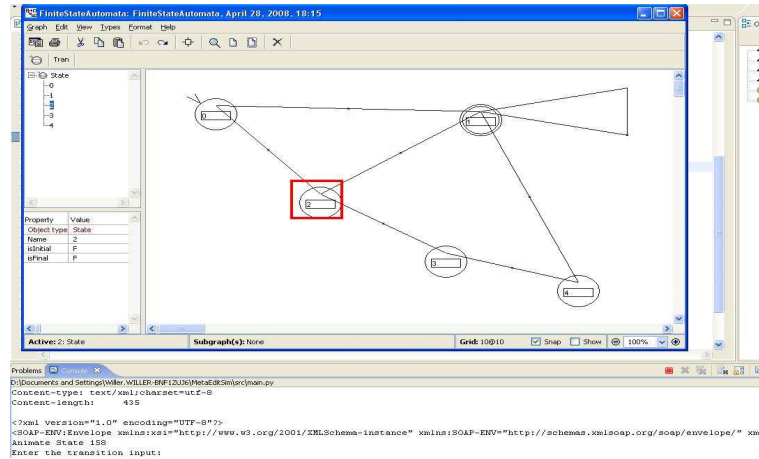 FiniteStateAutomata: FiniteStateAutomata, April 28, 2008, 18:15
Graph Edit View Types Format Help
Tran
State
0
1
2
3
4
0
1
2
3
4
Property Value
Object type State
Name 2
isInitial F
isFinal F
Active: 2: State Subgraph(s): None Grid: 10@10 Snap Show 100%
Problems Console
D:\Documents and Settings\Willer.WILLER-BNF1ZUJ6\MetaEditSim\src\main.py
Content-type: text/xml;charset=utf-8
Content-length: 435
<?xml version="1.0" encoding="UTF-8"?>
<SOAP-ENV:Envelope xmlns:xsi="http://www.w3.org/2001/XMLSchema-instance" xmlns:SOAP-ENV="http://schemas.xmlsoap.org/soap/envelope/" xm
Animate State 158
Enter the transition input: